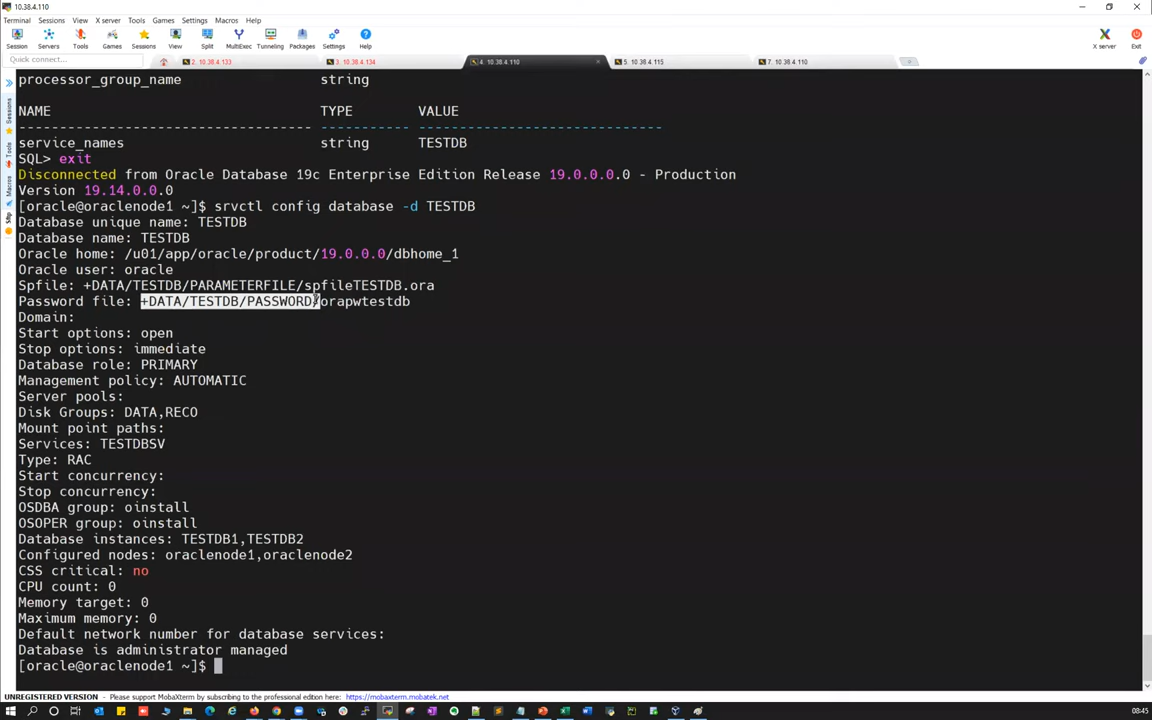 10.38.4.110
Terminal Sessions View X server Tools Games Settings Macros Help
Session Servers Tools Games Sessions View Split MultiExec Tunneling Packages Settings Help X server Exit
Quick connect...
2. 10.38.4.133 3. 10.38.4.134 4. 10.38.4.110 5. 10.38.4.115 7. 10.38.4.110
Sessions
Tools
Macros
Sftp
processor_group_name string
NAME TYPE VALUE
------------------------------------ ----------- ------------------------------
service_names string TESTDB
SQL> exit
Disconnected from Oracle Database 19c Enterprise Edition Release 19.0.0.0.0 - Production
Version 19.14.0.0.0
[oracle@oraclenode1 ~]$ srvctl config database -d TESTDB
Database unique name: TESTDB
Database name: TESTDB
Oracle home: /u01/app/oracle/product/19.0.0.0/dbhome_1
Oracle user: oracle
Spfile: +DATA/TESTDB/PARAMETERFILE/spfileTESTDB.ora
Password file: +DATA/TESTDB/PASSWORD/orapwtestdb
Domain:
Start options: open
Stop options: immediate
Database role: PRIMARY
Management policy: AUTOMATIC
Server pools:
Disk Groups: DATA,RECO
Mount point paths:
Services: TESTDBSV
Type: RAC
Start concurrency:
Stop concurrency:
OSDBA group: oinstall
OSOPER group: oinstall
Database instances: TESTDB1,TESTDB2
Configured nodes: oraclenode1,oraclenode2
CSS critical: no
CPU count: 0
Memory target: 0
Maximum memory: 0
Default network number for database services:
Database is administrator managed
[oracle@oraclenode1 ~]$
UNREGISTERED VERSION - Please support MobaXterm by subscribing to the professional edition here: https://mobaxterm.mobatek.net
08:45